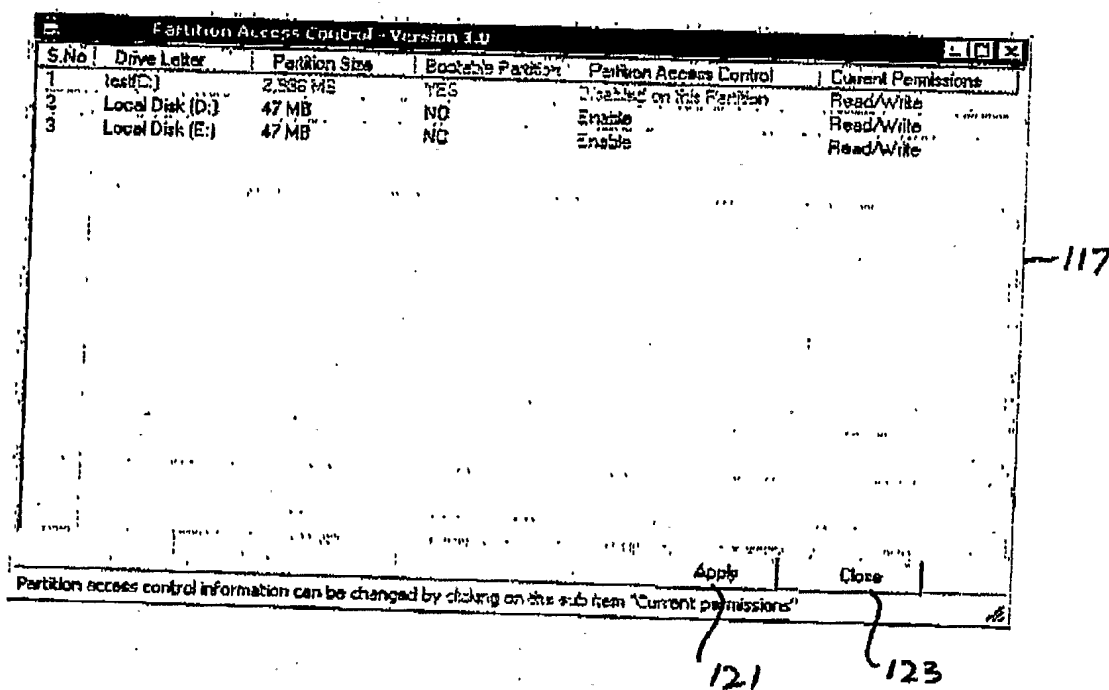 Partition Access Control - Version 3.0
S.No Drive Letter Partition Size Bootable Partition Partition Access Control Current Permissions
1 test(C:) MB YES Disabled on this Partition Read/Write
2 Local Disk (D:) 47 MB NO Enable Read/Write
3 Local Disk (E:) 47 MB NO Enable Read/Write
117
Apply Close
Partition access control information can be changed by clicking on the sub item "Current permissions"
121 123